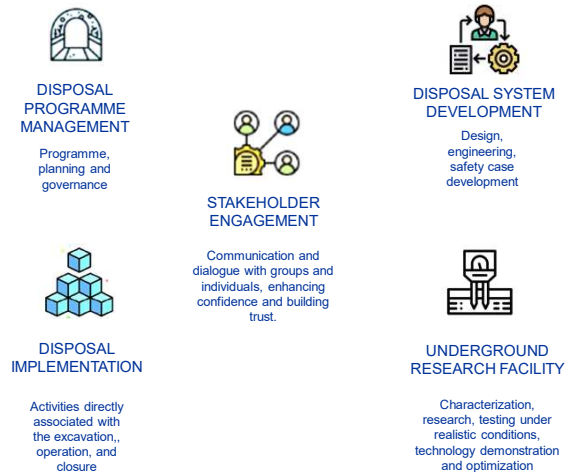 DISPOSAL
PROGRAMME
MANAGEMENT
Programme,
planning and
governance
DISPOSAL SYSTEM
DEVELOPMENT
Design,
engineering,
safety case
development
STAKEHOLDER
ENGAGEMENT
Communication and
dialogue with groups and
individuals, enhancing
confidence and building
trust.
DISPOSAL
IMPLEMENTATION
Activities directly
associated with
the excavation,,
operation, and
closure
UNDERGROUND
RESEARCH FACILITY
Characterization,
research, testing under
realistic conditions,
technology demonstration
and optimization